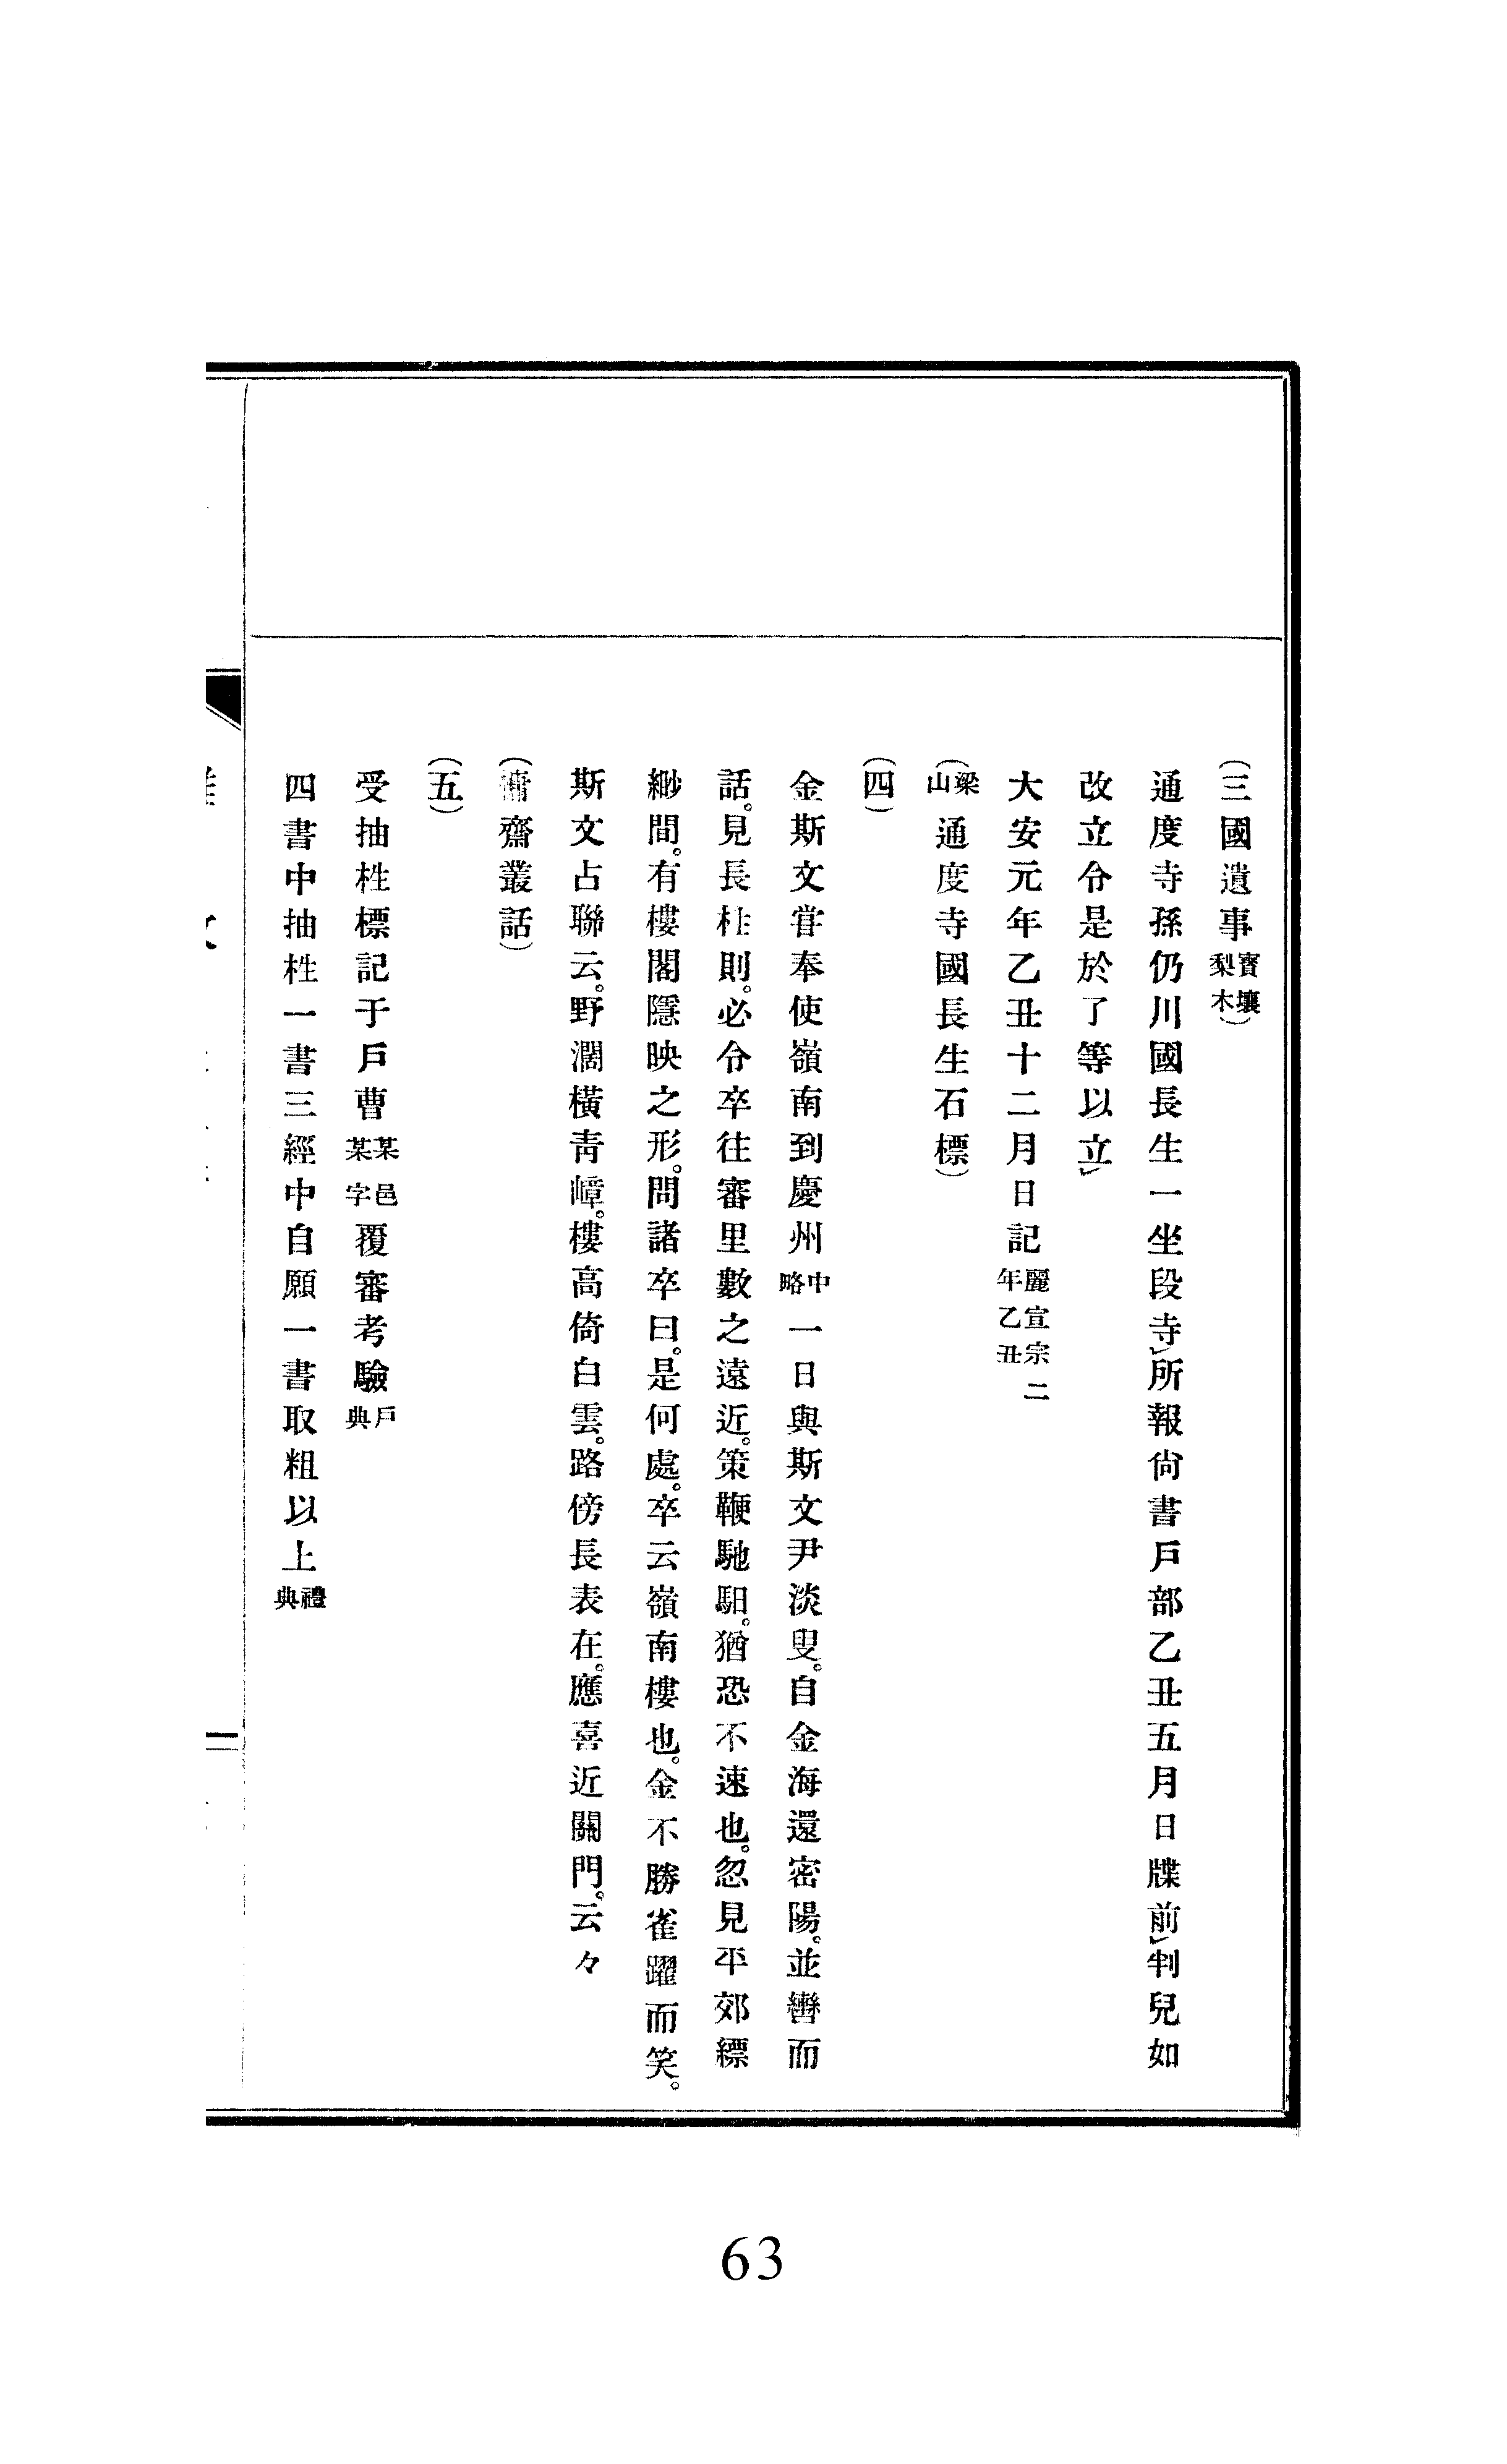 (三國遺事寶壤梨木)
通度寺孫仍川國長生一坐段寺」所報尙書戶部乙丑五月日牒前」判兒如
改立令是於了等以立」
大安元年乙丑十二月日記麗宣宗二年乙丑
(梁山通度寺國長生石標)
(四)
金斯文甞奉使嶺南到慶州中略一日與斯文尹淡叟。自金海還密陽。並轡而
話。見長栍則。必令卒往審里數之遠近。策鞭馳馹。猶恐不速也。忽見平郊縹
緲間。有樓閣隱映之形。問諸卒曰。是何處。卒云嶺南樓也。金不勝雀躍而笑。
斯文占聯云。野濶橫靑嶂。樓高倚白雲。路傍長表在。應喜近關門。云々
(慵齋叢話)
(五)
受抽栍標記于戶曹某邑某字覆審考驗戶典
四書中抽栍一書三經中自願一書取粗以上禮典
63